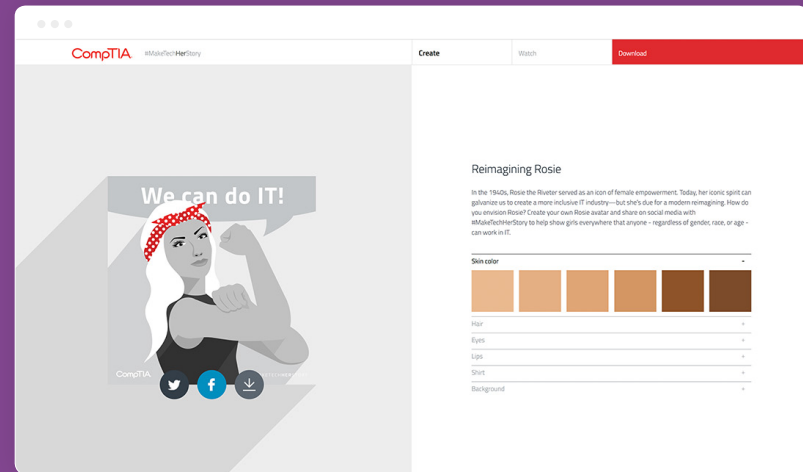 CompTIA.
#MakeTechHerStory
Create
Watch
Download
We can do IT!
CompTIA
Reimagining Rosie
In the 1940s, Rosie the Riveter served as an icon of female empowerment. Today, her iconic spirit can
galvanize us to create a more inclusive IT industry—but she's due for a modern reimagining. How do
you envision Rosie? Create your own Rosie avatar and share on social media with
#MakeTechHerStory to help show girls everywhere that anyone - regardless of gender, race, or age -
can work in IT.
Skin color -
Hair +
Eyes +
Lips +
Shirt +
Background +